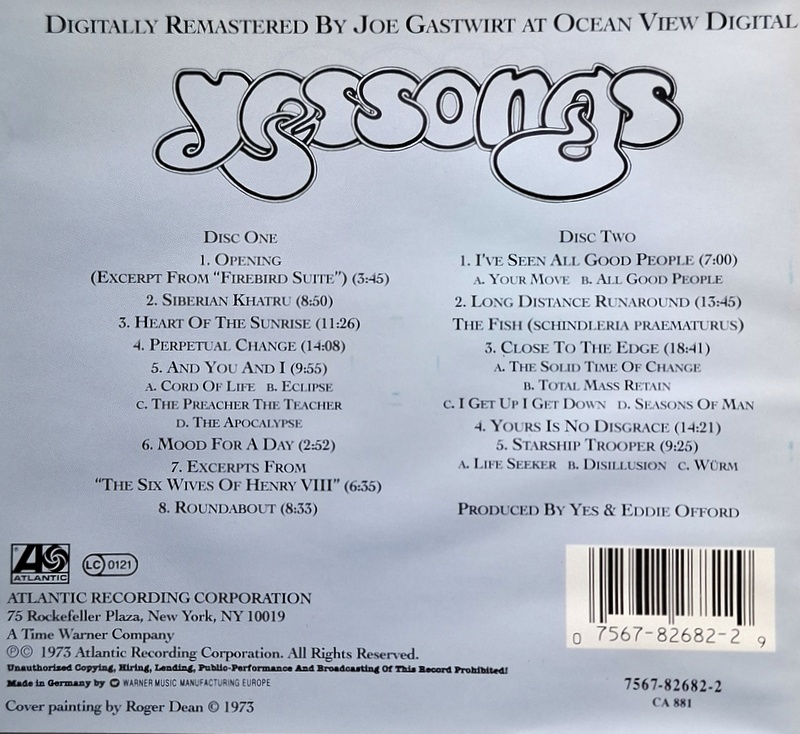 DIGITALLY REMASTERED BY JOE GASTWIRT AT OCEAN VIEW DIGITAL
yessongs
DISC ONE
1. OPENING
(EXCERPT FROM "FIREBIRD SUITE") (3:45)
2. SIBERIAN KHATRU (8:50)
3. HEART OF THE SUNRISE (11:26)
4. PERPETUAL CHANGE (14:08)
5. AND YOU AND I (9:55)
A. CORD OF LIFE B. ECLIPSE
C. THE PREACHER THE TEACHER
D. THE APOCALYPSE
6. MOOD FOR A DAY (2:52)
7. EXCERPTS FROM
"THE SIX WIVES OF HENRY VIII" (6:35)
8. ROUNDABOUT (8:33)
DISC TWO
1. I'VE SEEN ALL GOOD PEOPLE (7:00)
A. YOUR MOVE B. ALL GOOD PEOPLE
2. LONG DISTANCE RUNAROUND (13:45)
THE FISH (SCHINDLERIA PRAEMATURUS)
3. CLOSE TO THE EDGE (18:41)
A. THE SOLID TIME OF CHANGE
B. TOTAL MASS RETAIN
C. I GET UP I GET DOWN D. SEASONS OF MAN
4. YOURS IS NO DISGRACE (14:21)
5. STARSHIP TROOPER (9:25)
A. LIFE SEEKER B. DISILLUSION C. WÜRM
PRODUCED BY YES & EDDIE OFFORD
ATLANTIC
LC 0121
ATLANTIC RECORDING CORPORATION
75 Rockefeller Plaza, New York, NY 10019
A Time Warner Company
℗© 1973 Atlantic Recording Corporation. All Rights Reserved.
Unauthorized Copying, Hiring, Lending, Public-Performance And Broadcasting Of This Record Prohibited!
Made in Germany by WARNER MUSIC MANUFACTURING EUROPE
Cover painting by Roger Dean © 1973
0 7567-82682-2 9
7567-82682-2
CA 881